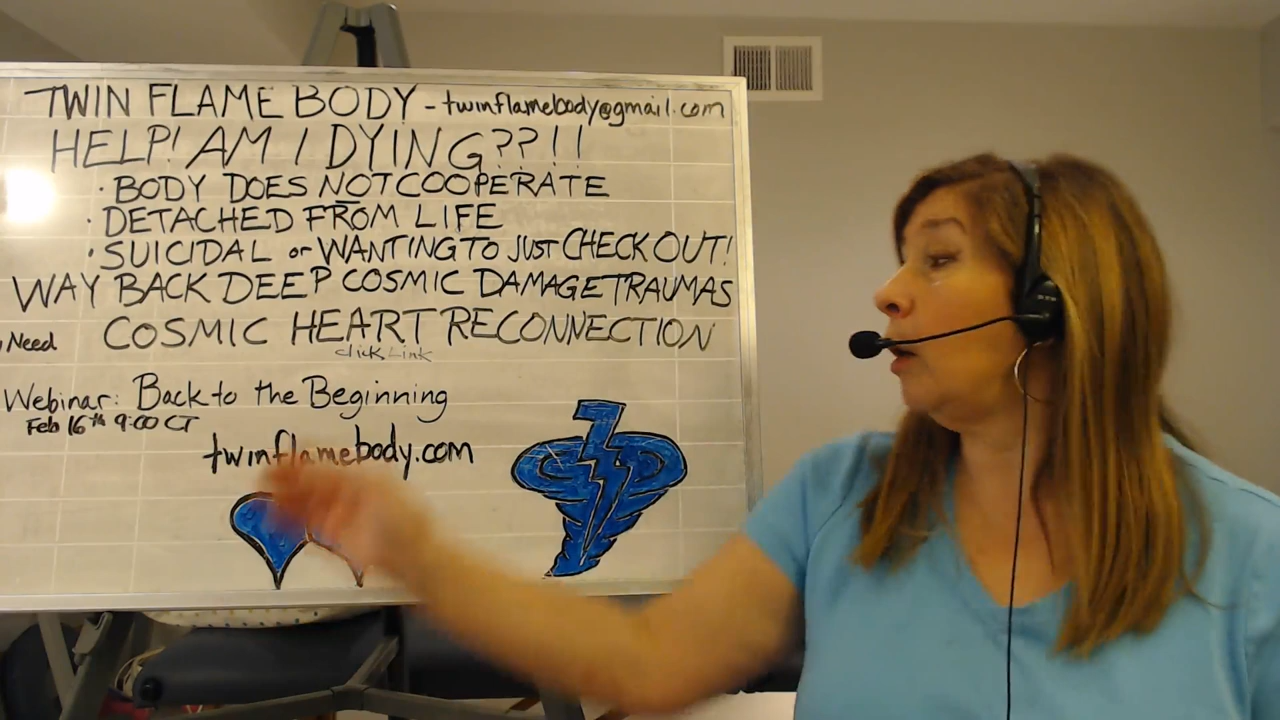 TWIN FLAME BODY - twinflamebody@gmail.com
HELP! AM I DYING??!!
· BODY DOES NOT COOPERATE
· DETACHED FROM LIFE
· SUICIDAL or WANTING TO JUST CHECK OUT!
WAY BACK DEEP COSMIC DAMAGE TRAUMAS
Need COSMIC HEART RECONNECTION
click Link
Webinar: Back to the Beginning
Feb 16th 9:00 CT
twinflamebody.com